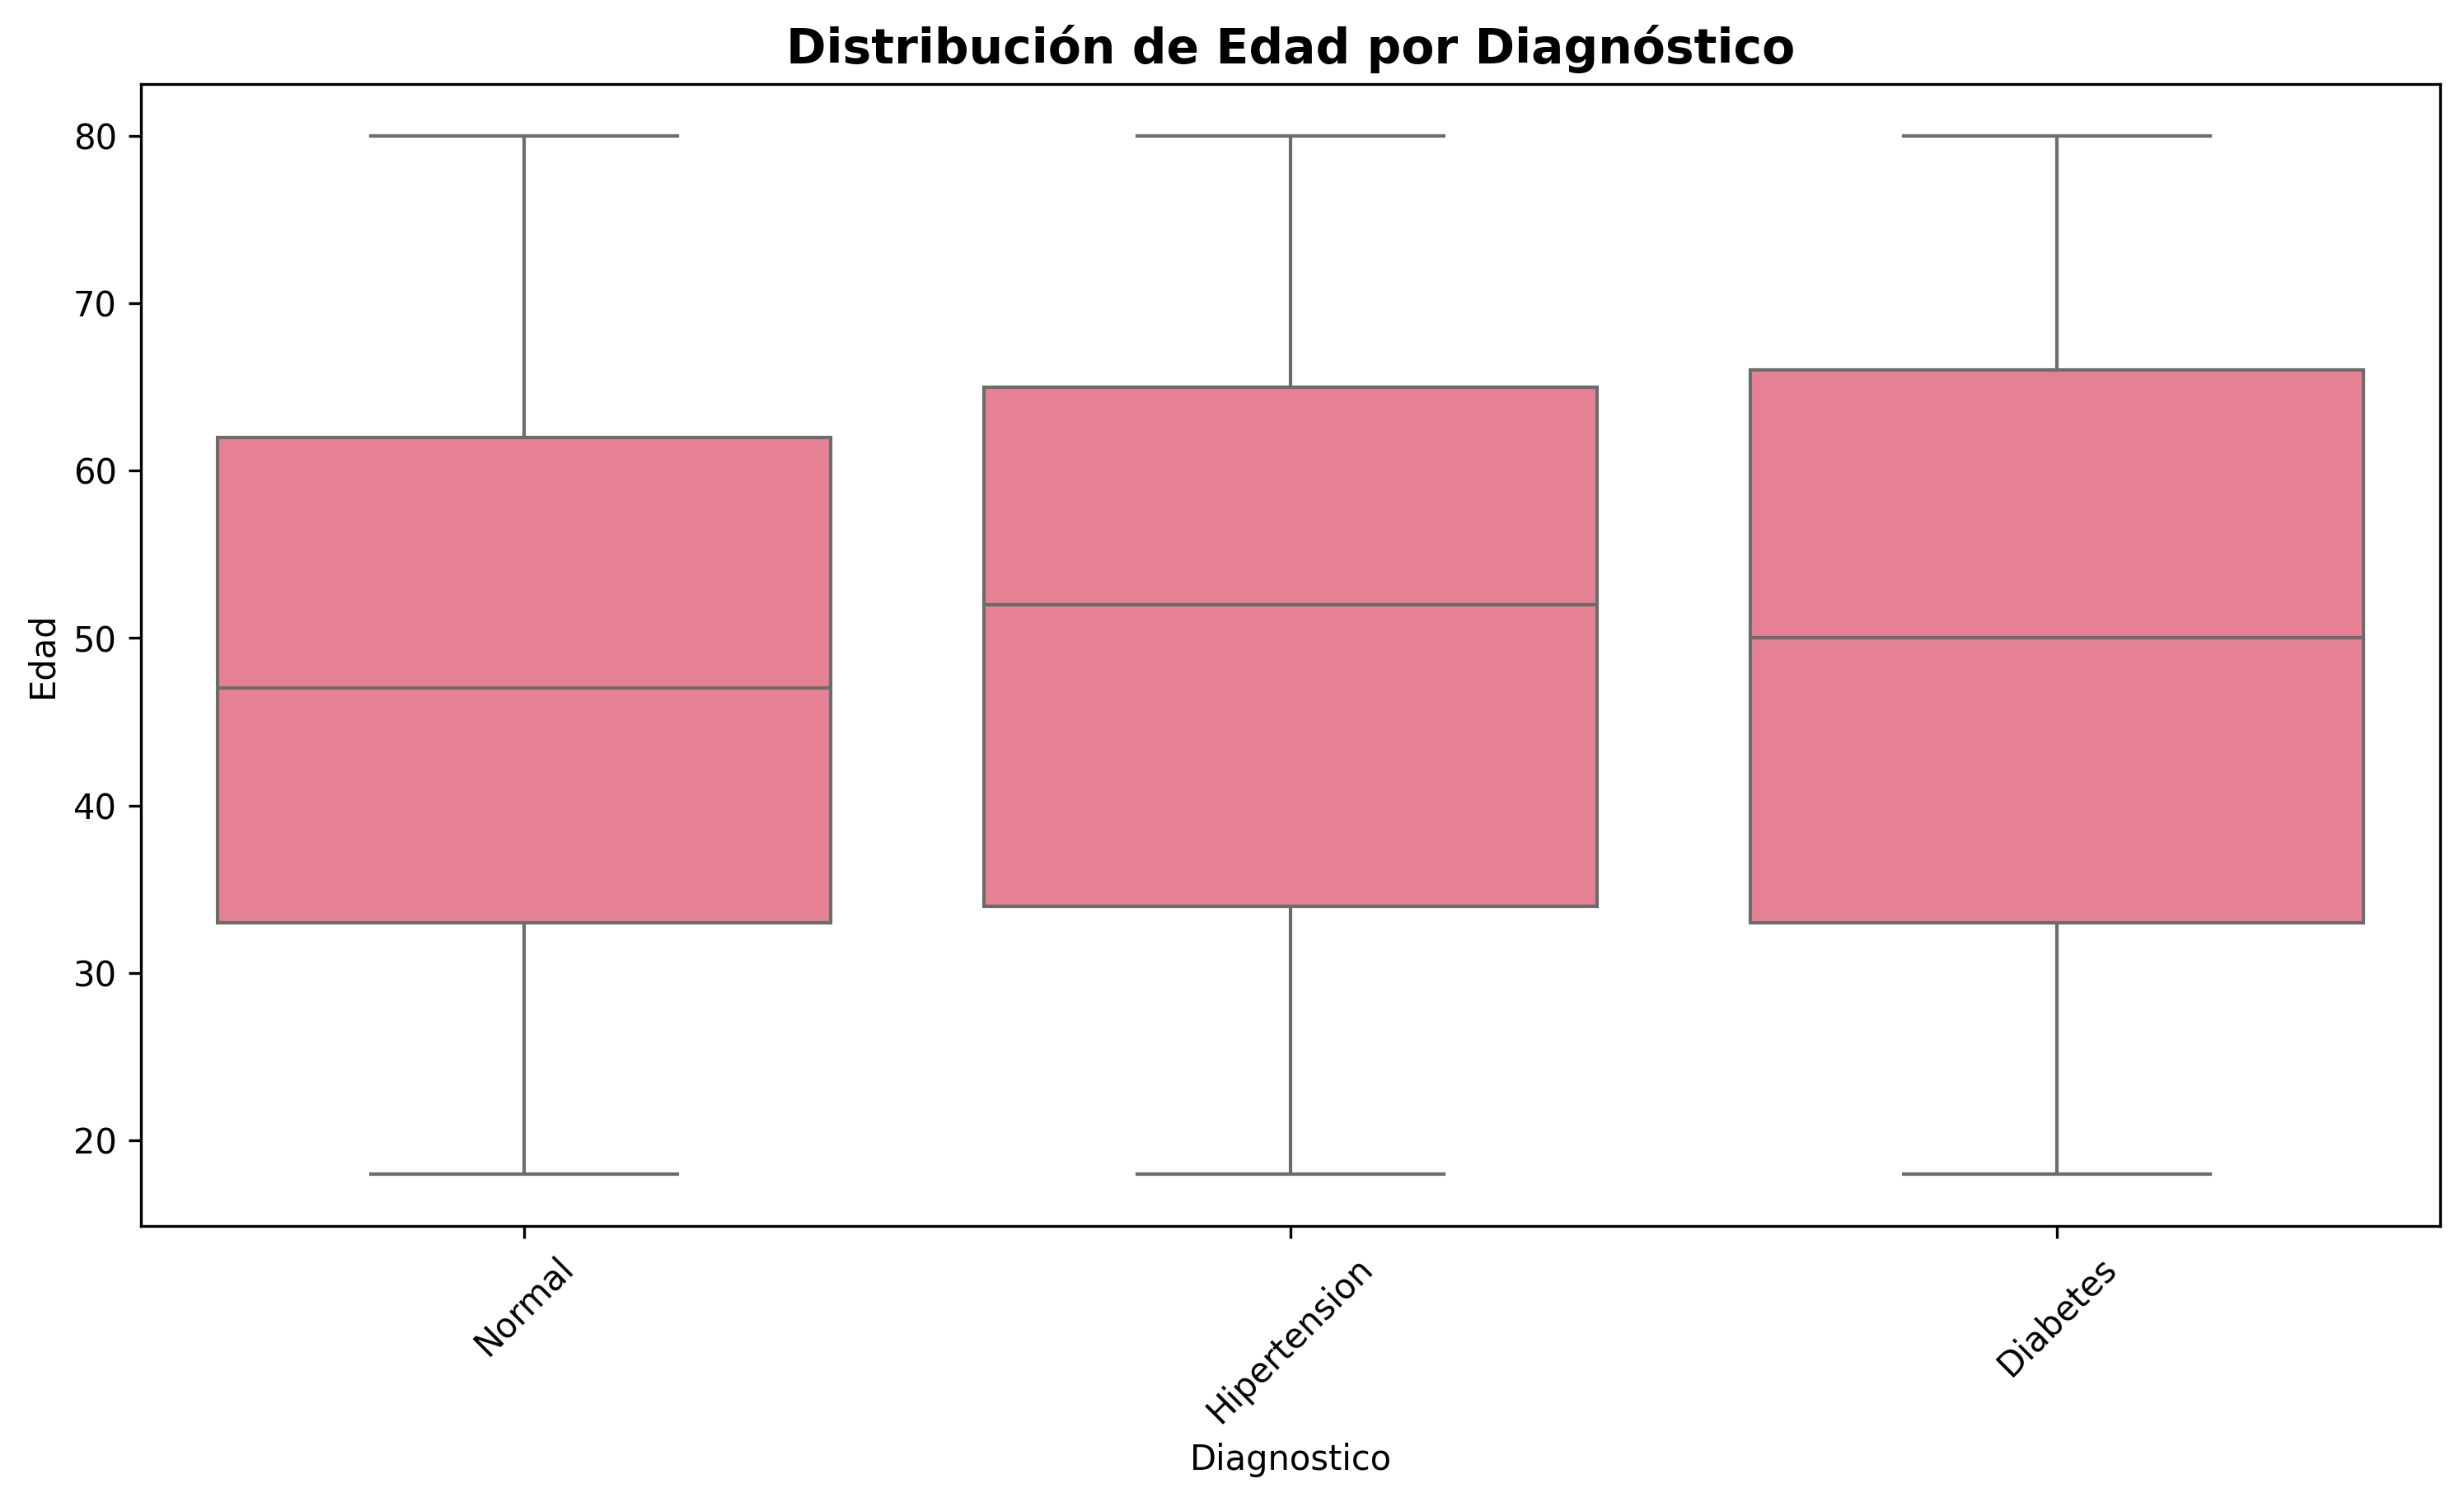 Distribución de Edad por Diagnóstico
80
70
60
50
40
30
20
Edad
Normal
Hipertension
Diabetes
Diagnostico